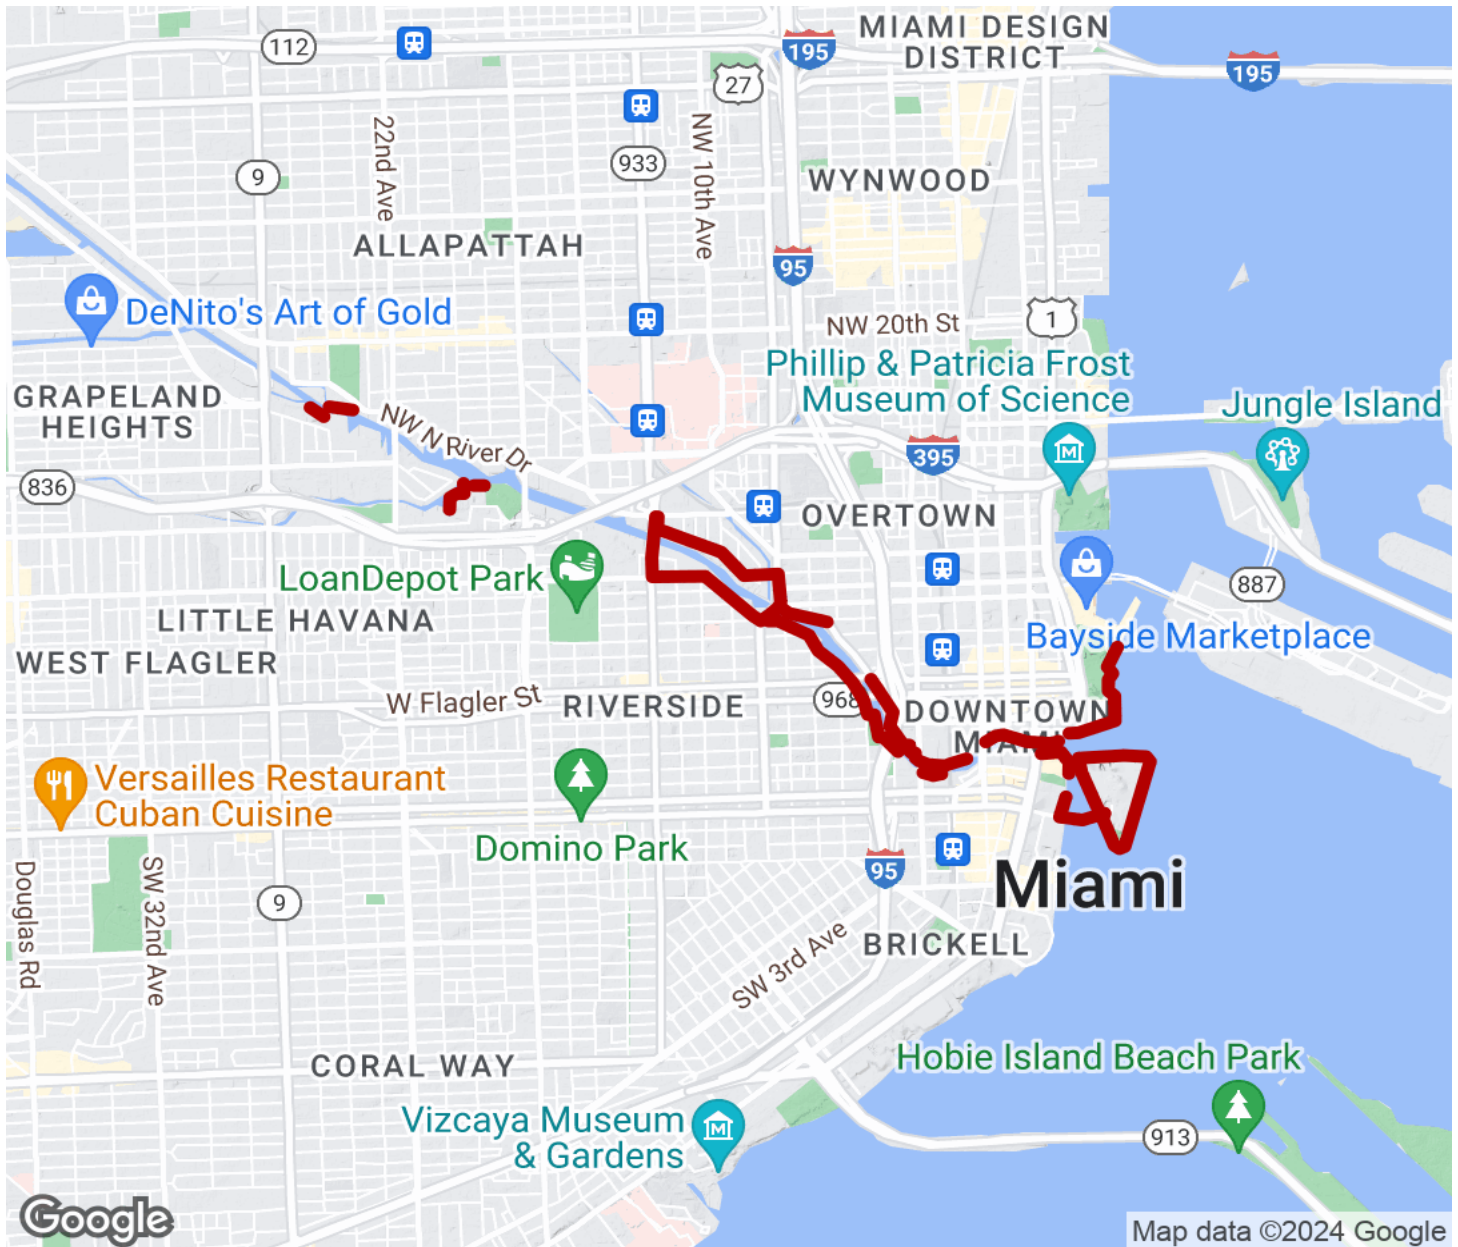 MIAMI DESIGN
DISTRICT
112
195
195
27
22nd Ave
NW 10th Ave
933
9
WYNWOOD
ALLAPATTAH
95
DeNito's Art of Gold
NW 20th St
1
Phillip & Patricia Frost
Museum of Science
GRAPELAND
HEIGHTS
Jungle Island
NW N River Dr
395
836
OVERTOWN
LoanDepot Park
887
LITTLE HAVANA
Bayside Marketplace
WEST FLAGLER
W Flagler St
968
RIVERSIDE
DOWNTOWN
MIAMI
Versailles Restaurant
Cuban Cuisine
Domino Park
95
Miami
Douglas Rd
SW 32nd Ave
9
SW 3rd Ave
BRICKELL
CORAL WAY
Hobie Island Beach Park
Vizcaya Museum
& Gardens
913
Google
Map data ©2024 Google